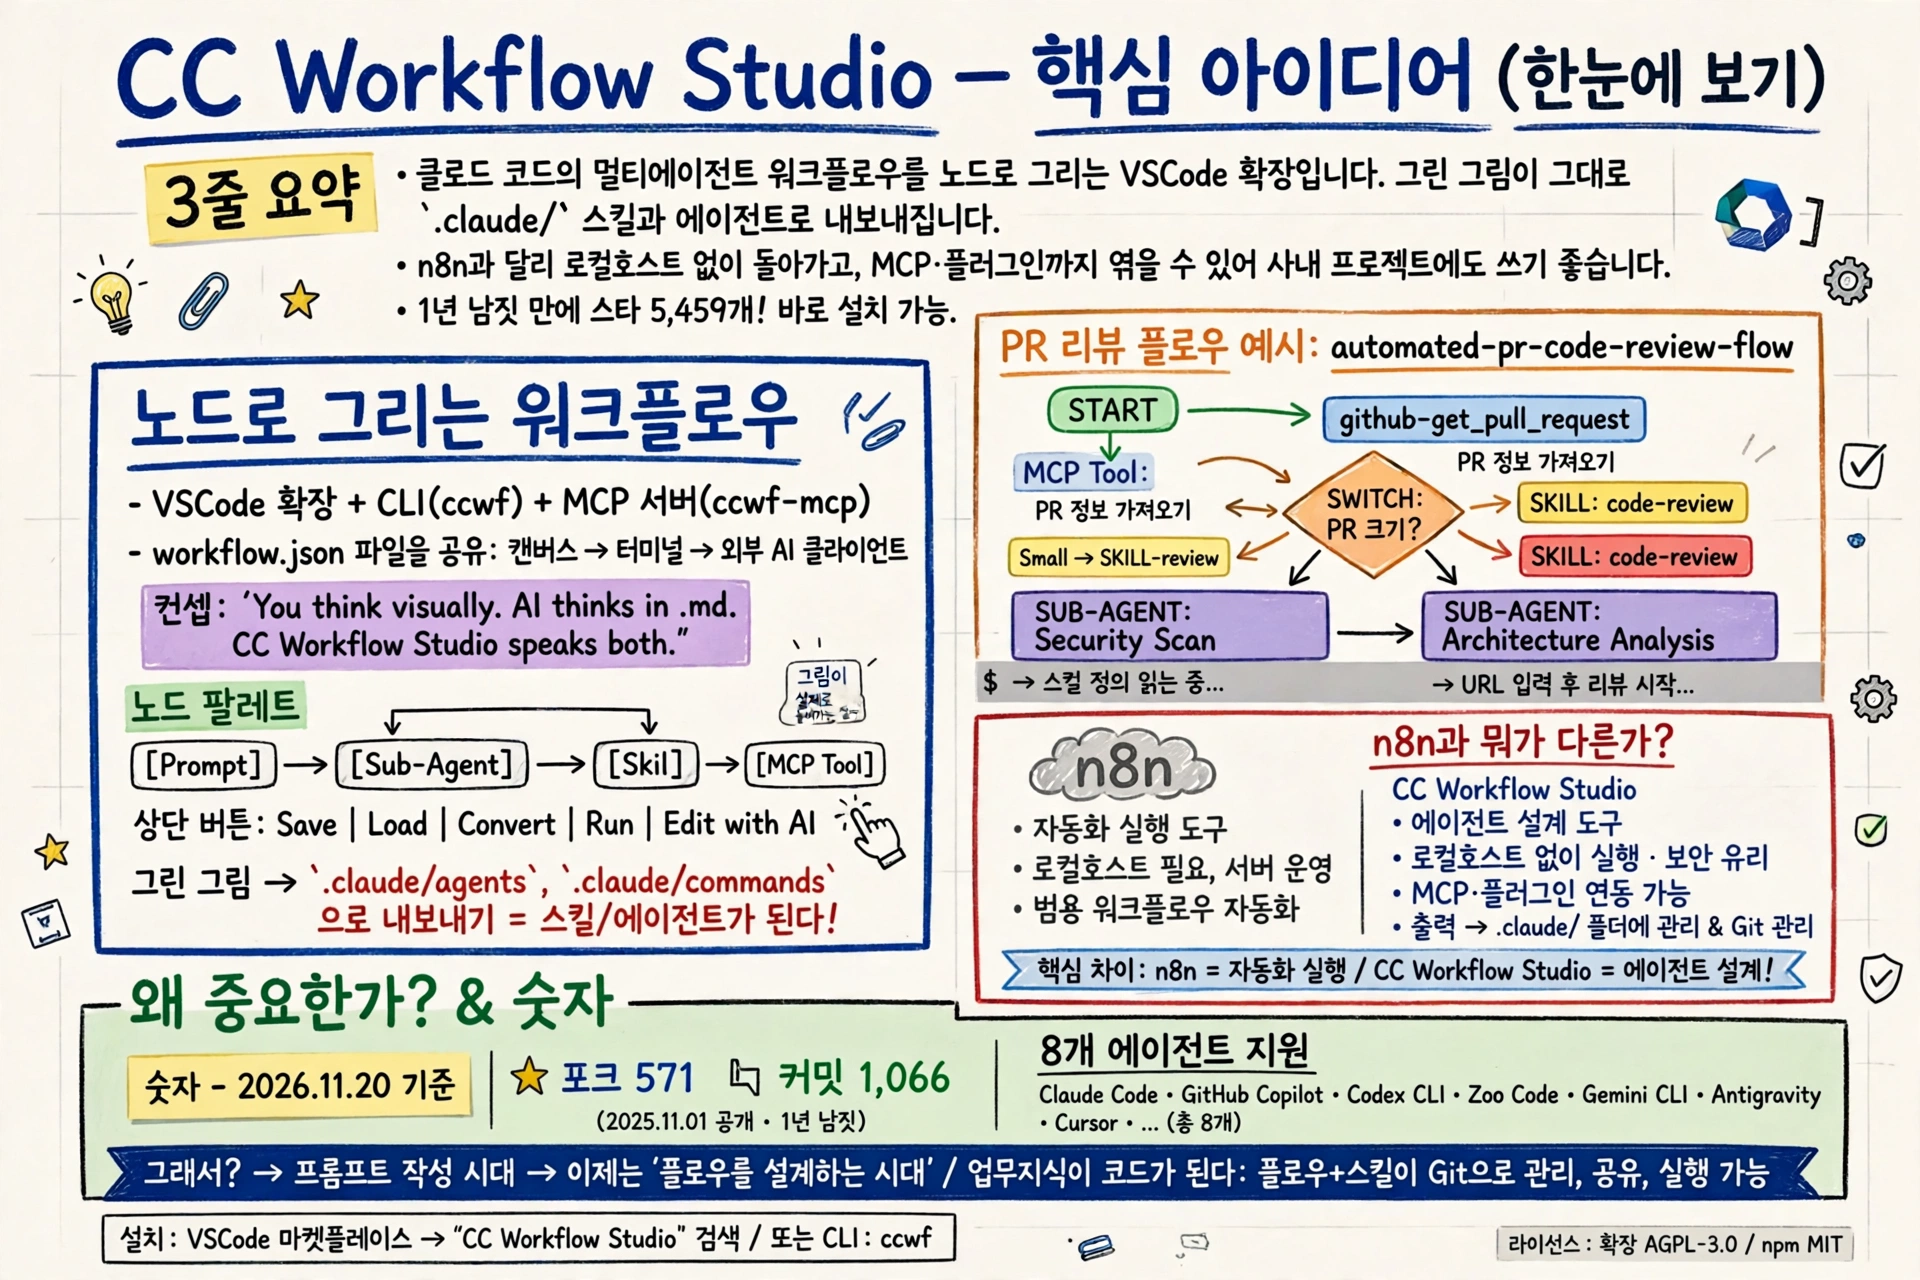 CC Workflow Studio – 핵심 아이디어 (한눈에 보기)
3줄 요약
• 클로드 코드의 멀티에이전트 워크플로우를 노드로 그리는 VSCode 확장입니다. 그린 그림이 그대로
`.claude/` 스킬과 에이전트로 내보내집니다.
• n8n과 달리 로컬호스트 없이 돌아가고, MCP·플러그인까지 엮을 수 있어 사내 프로젝트에도 쓰기 좋습니다.
• 1년 남짓 만에 스타 5,459개! 바로 설치 가능.
노드로 그리는 워크플로우
- VSCode 확장 + CLI(ccwf) + MCP 서버(ccwf-mcp)
- workflow.json 파일을 공유: 캔버스 → 터미널 → 외부 AI 클라이언트
컨셉: 'You think visually. AI thinks in .md.
CC Workflow Studio speaks both."
그림이
실제로
노드 팔레트
[Prompt] → [Sub-Agent] → [Skil] → [MCP Tool]
상단 버튼: Save | Load | Convert | Run | Edit with AI
그린 그림 → `.claude/agents`, `.claude/commands`
으로 내보내기 = 스킬/에이전트가 된다!
PR 리뷰 플로우 예시: automated-pr-code-review-flow
START
github-get_pull_request
PR 정보 가져오기
MCP Tool:
PR 정보 가져오기
SWITCH:
PR 크기?
SKILL: code-review
Small → SKILL-review
SKILL: code-review
SUB-AGENT:
Security Scan
SUB-AGENT:
Architecture Analysis
$ → 스컬 정의 읽는 중...
→ URL 입력 후 리뷰 시작...
n8n
• 자동화 실행 도구
• 로컬호스트 필요, 서버 운영
• 범용 워크플로우 자동화
n8n과 뭐가 다른가?
CC Workflow Studio
• 에이전트 설계 도구
• 로컬호스트 없이 실행 · 보안 유리
• MCP·플러그인 연동 가능
• 출력 → .claude/ 플더에 관리 & Git 관리
핵심 차이: n8n = 자동화 실행 / CC Workflow Studio = 에이전트 설계!
왜 중요한가? & 숫자
숫자 - 2026.11.20 기준
포크 571
커밋 1,066
(2025.11.01 공개 · 1년 남짓)
8개 에이전트 지원
Claude Code • GitHub Copilot • Codex CLI • Zoo Code • Gemini CLI • Antigravity
• Cursor • ... (총 8개)
그래서? → 프롬프트 작성 시대 → 이제는 '플로우를 설계하는 시대' / 업무지식이 코드가 된다: 플로우+스킬이 Git으로 관리, 공유, 실행 가능
설치: VSCode 마켓플레이스 → "CC Workflow Studio" 검색 / 또는 CLI: ccwf
라이선스 : 확장 AGPL-3.0 / npm MIT